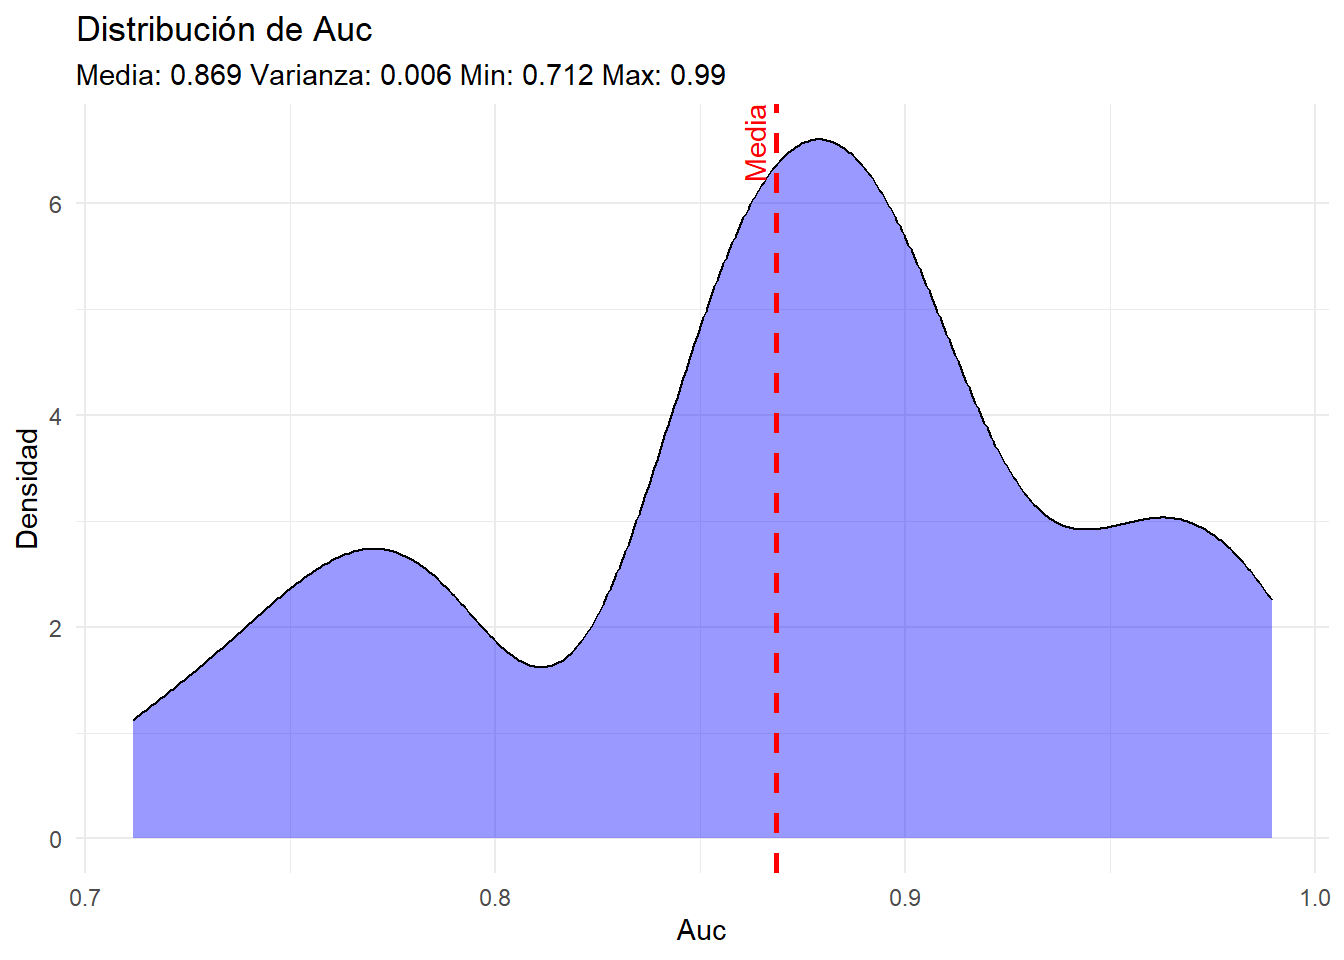 Distribución de Auc
Media: 0.869 Varianza: 0.006 Min: 0.712 Max: 0.99
Media
Densidad
6
4
2
0
0.7 0.8 0.9 1.0
Auc